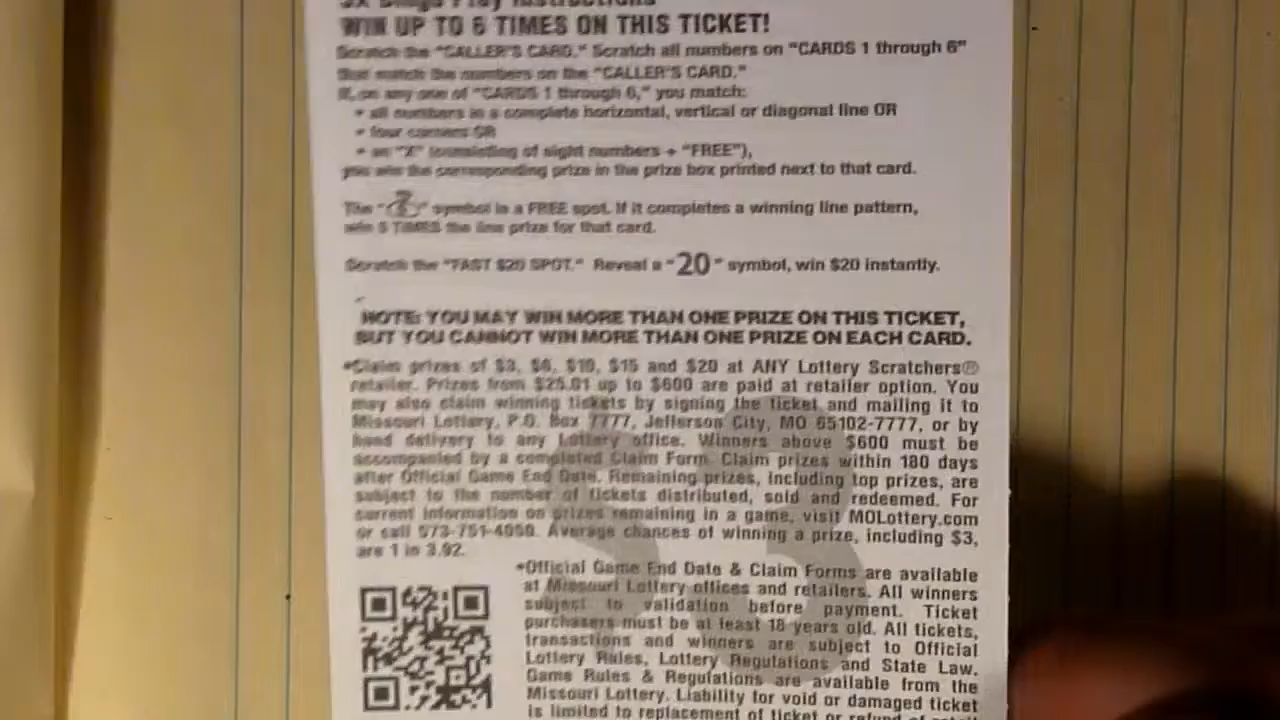 5X Bingo Play Instructions
WIN UP TO 6 TIMES ON THIS TICKET!
Scratch the "CALLER'S CARD." Scratch all numbers on "CARDS 1 through 6"
that match the numbers on the "CALLER'S CARD."
If, on any one of "CARDS 1 through 6," you match:
• all numbers in a complete horizontal, vertical or diagonal line OR
• four corners OR
• an "X" (consisting of eight numbers + "FREE"),
you win the corresponding prize in the prize box printed next to that card.
The " " symbol is a FREE spot. If it completes a winning line pattern,
win 5 TIMES the line prize for that card.
Scratch the "FAST $20 SPOT." Reveal a "20" symbol, win $20 instantly.
NOTE: YOU MAY WIN MORE THAN ONE PRIZE ON THIS TICKET,
BUT YOU CANNOT WIN MORE THAN ONE PRIZE ON EACH CARD.
*Claim prizes of $3, $6, $10, $15 and $20 at ANY Lottery Scratchers®
retailer. Prizes from $25.01 up to $600 are paid at retailer option. You
may also claim winning tickets by signing the ticket and mailing it to
Missouri Lottery, P.O. Box 7777, Jefferson City, MO 65102-7777, or by
hand delivery to any Lottery office. Winners above $600 must be
accompanied by a completed Claim Form. Claim prizes within 180 days
after Official Game End Date. Remaining prizes, including top prizes, are
subject to the number of tickets distributed, sold and redeemed. For
current information on prizes remaining in a game, visit MOLottery.com
or call 573-751-4050. Average chances of winning a prize, including $3,
are 1 in 3.92.
*Official Game End Date & Claim Forms are available
at Missouri Lottery offices and retailers. All winners
subject to validation before payment. Ticket
purchasers must be at least 18 years old. All tickets,
transactions and winners are subject to Official
Lottery Rules, Lottery Regulations and State Law.
Game Rules & Regulations are available from the
Missouri Lottery. Liability for void or damaged ticket
is limited to replacement of ticket or refund of retail
$3